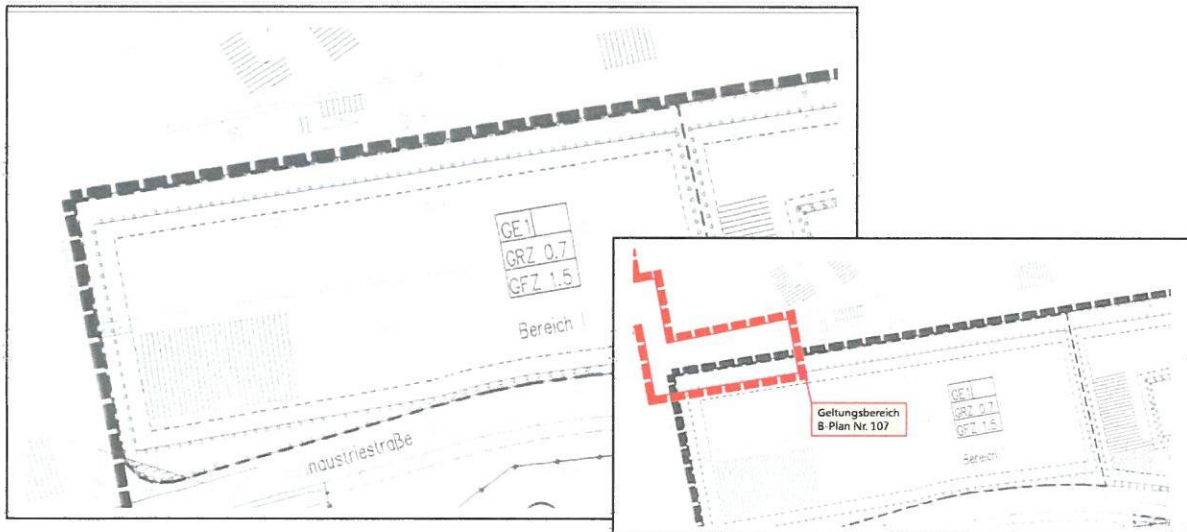 GE1
GRZ 0.7
GFZ 1.5
Bereich I
Industriestraße
Geltungsbereich
B-Plan Nr. 107
GE1
GRZ 0.7
GFZ 1.5
Bereich